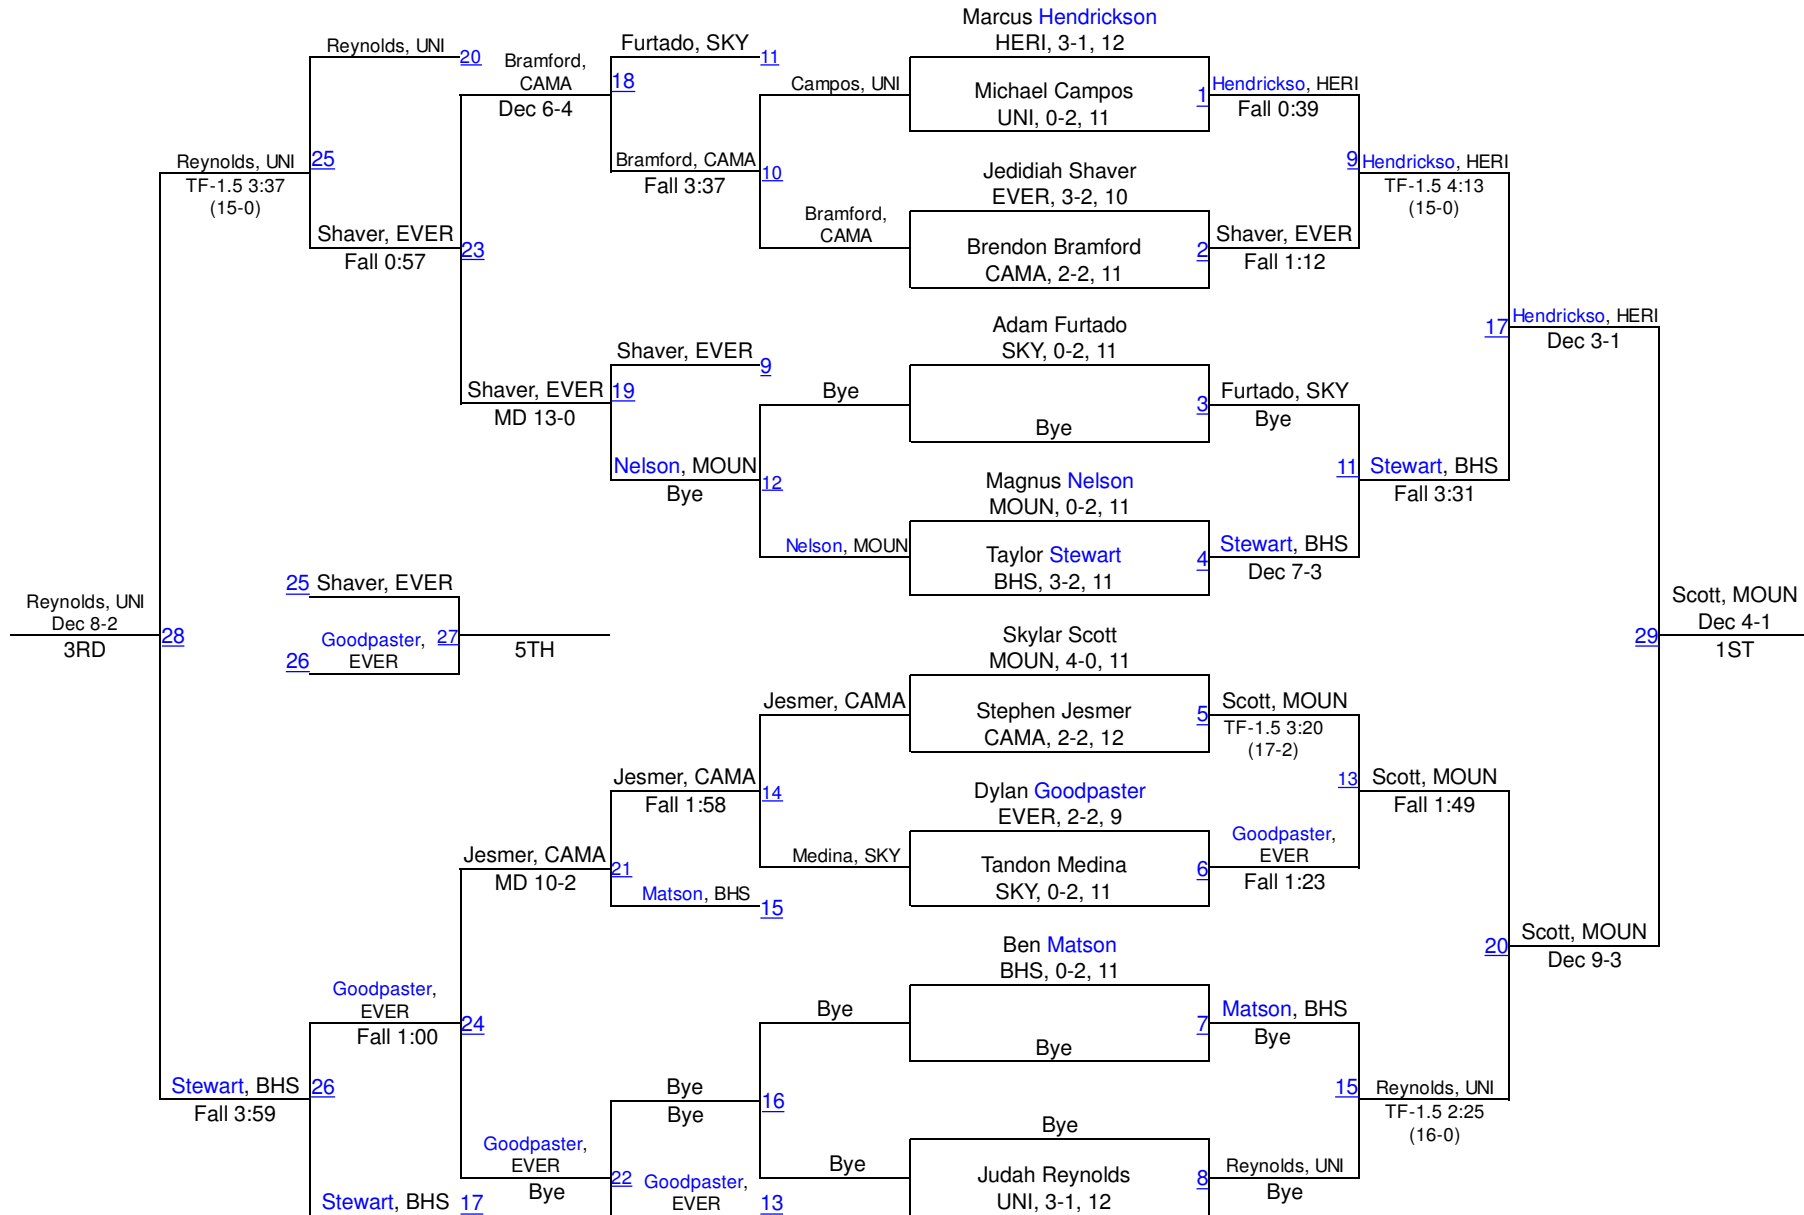 Marcus Hendrickson
HERI, 3-1, 12
Michael Campos
UNI, 0-2, 11
Jedidiah Shaver
EVER, 3-2, 10
Brendon Bramford
CAMA, 2-2, 11
Adam Furtado
SKY, 0-2, 11
Bye
Magnus Nelson
MOUN, 0-2, 11
Taylor Stewart
BHS, 3-2, 11
Skylar Scott
MOUN, 4-0, 11
Stephen Jesmer
CAMA, 2-2, 12
Dylan Goodpaster
EVER, 2-2, 9
Tandon Medina
SKY, 0-2, 11
Ben Matson
BHS, 0-2, 11
Bye
Bye
Judah Reynolds
UNI, 3-1, 12
1
Hendrickso, HERI
Fall 0:39
2
Shaver, EVER
Fall 1:12
3
Furtado, SKY
Bye
4
Stewart, BHS
Dec 7-3
5
Scott, MOUN
TF-1.5 3:20
(17-2)
6
Goodpaster,
EVER
Fall 1:23
7
Matson, BHS
Bye
8
Reynolds, UNI
Bye
9
Hendrickso, HERI
TF-1.5 4:13
(15-0)
11
Stewart, BHS
Fall 3:31
13
Scott, MOUN
Fall 1:49
15
Reynolds, UNI
TF-1.5 2:25
(16-0)
17
Hendrickso, HERI
Dec 3-1
20
Scott, MOUN
Dec 9-3
29
Scott, MOUN
Dec 4-1
1ST
Campos, UNI
Bramford,
CAMA
Bye
Nelson, MOUN
Jesmer, CAMA
Medina, SKY
Bye
Bye
Furtado, SKY
11
Bramford, CAMA
Fall 3:37
10
Shaver, EVER
9
Nelson, MOUN
Bye
12
Jesmer, CAMA
Fall 1:58
14
Matson, BHS
15
Bye
Bye
16
Goodpaster,
EVER
13
Bramford,
CAMA
Dec 6-4
18
Shaver, EVER
MD 13-0
19
Jesmer, CAMA
MD 10-2
21
Goodpaster,
EVER
Bye
22
Reynolds, UNI
20
Shaver, EVER
Fall 0:57
23
Goodpaster,
EVER
Fall 1:00
24
Stewart, BHS
17
Reynolds, UNI
TF-1.5 3:37
(15-0)
25
Stewart, BHS
Fall 3:59
26
Reynolds, UNI
Dec 8-2
3RD
28
25
Shaver, EVER
26
Goodpaster,
EVER
27
5TH